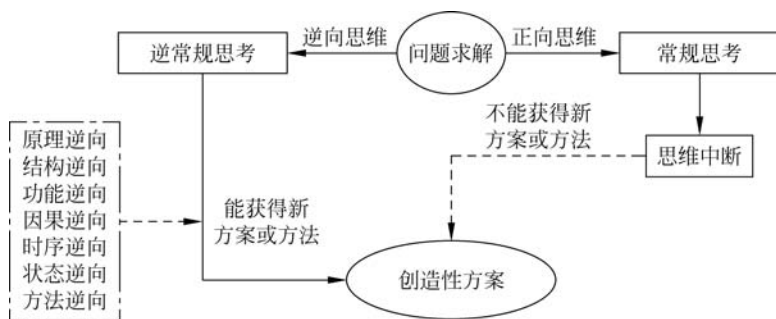 逆常规思考
逆向思维
问题求解
正向思维
常规思考
不能获得新
方案或方法
思维中断
原理逆向
结构逆向
功能逆向
因果逆向
时序逆向
状态逆向
方法逆向
能获得新
方案或方法
创造性方案